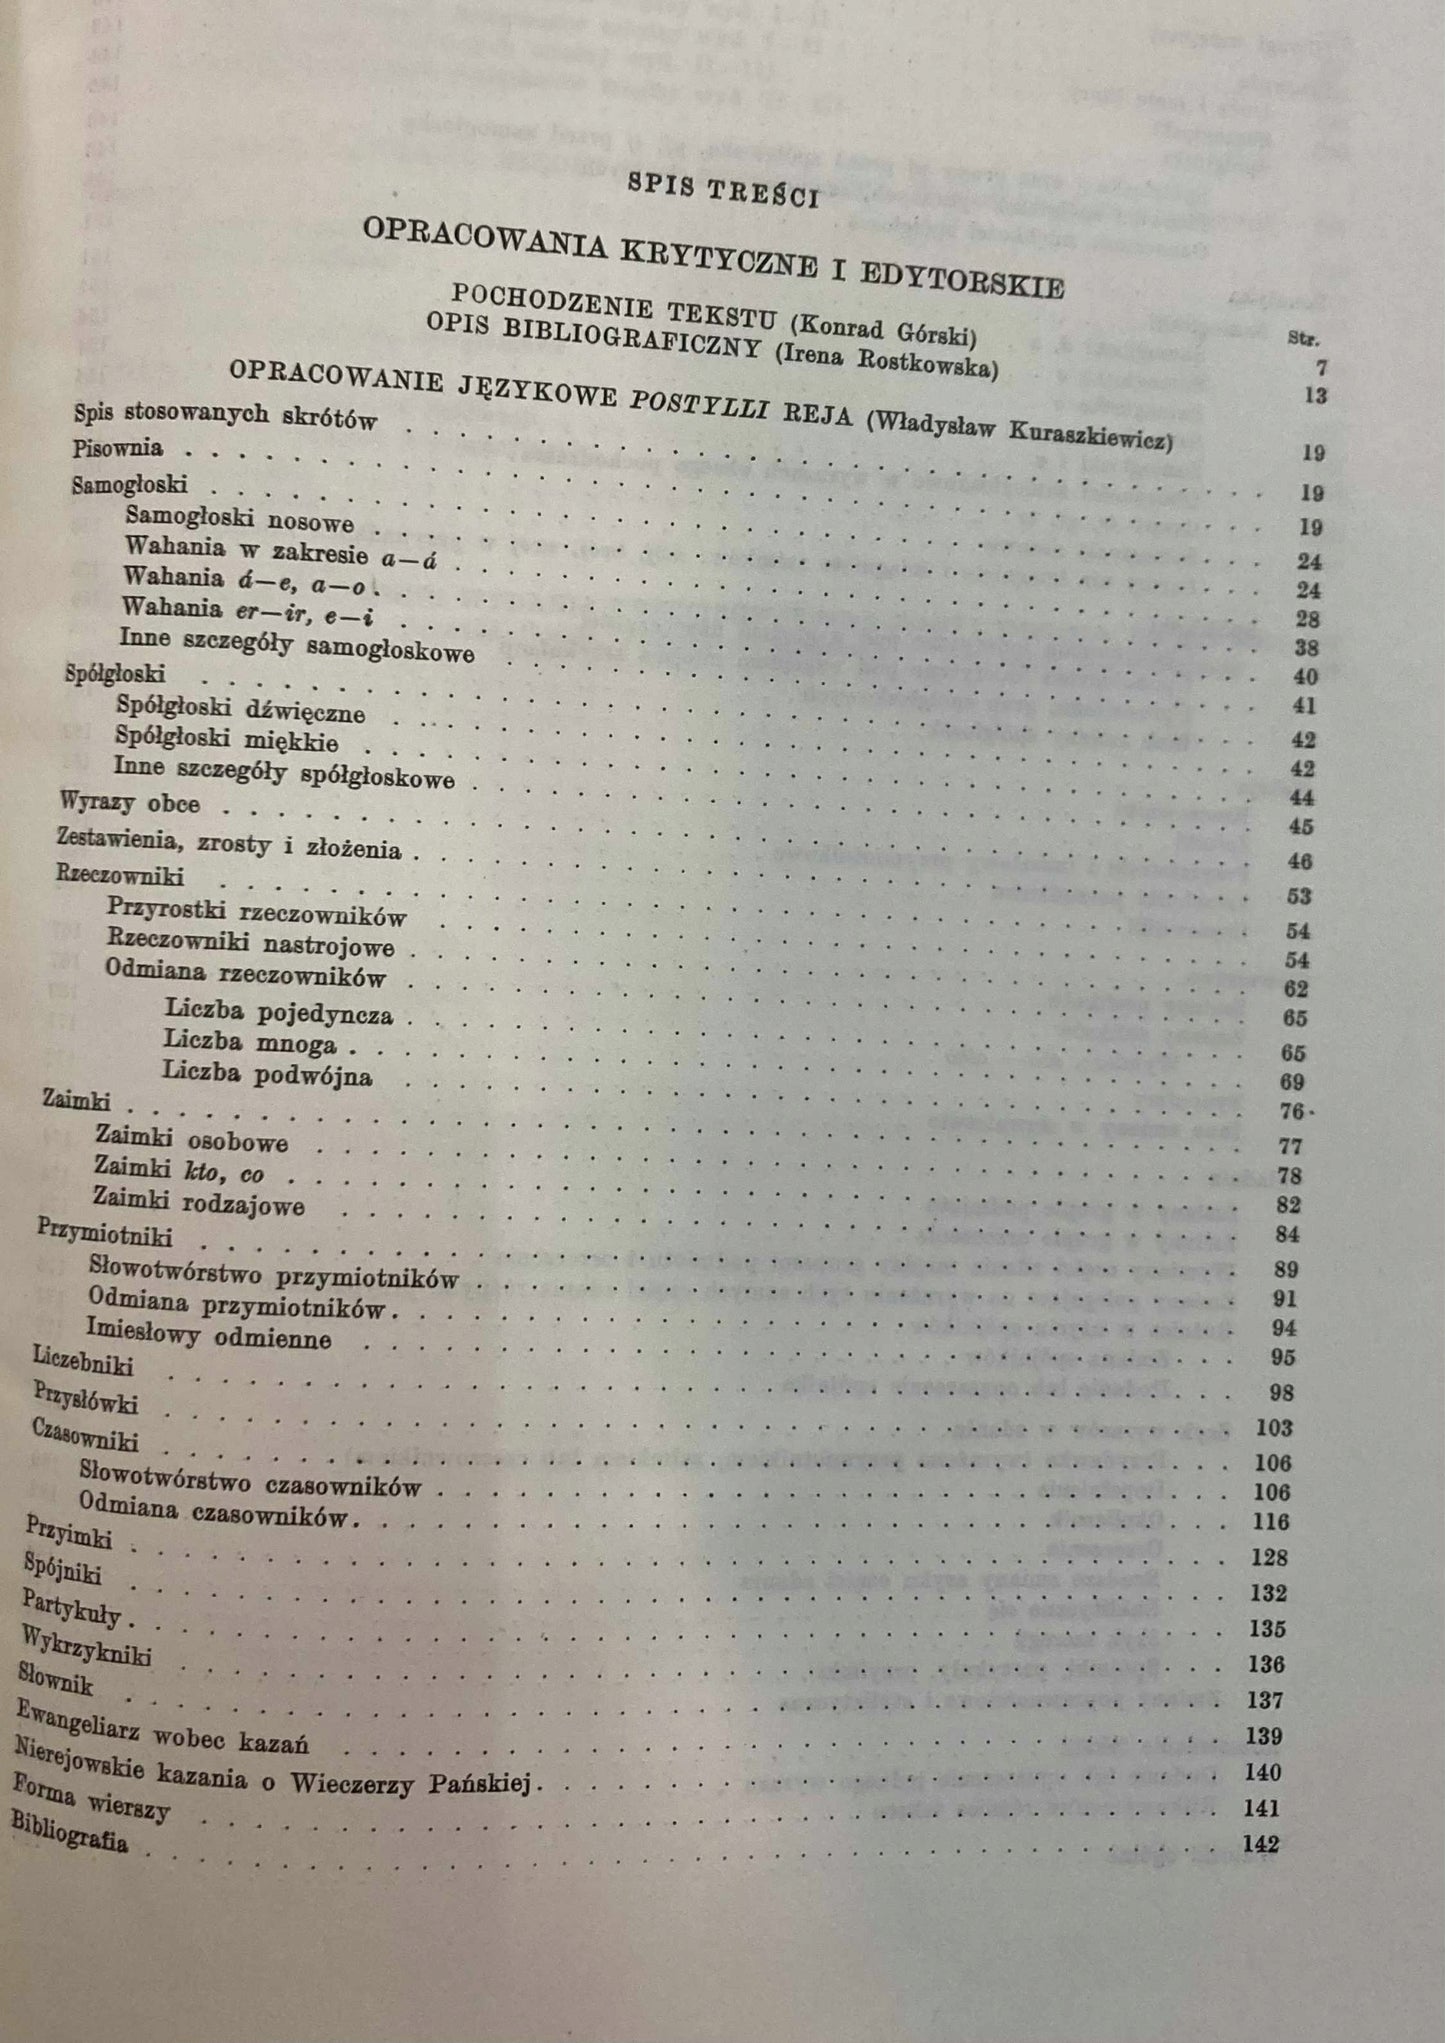 SPIS TREŚCI
OPRACOWANIA KRYTYCZNE I EDYTORSKIE
Str.
POCHODZENIE TEKSTU (Konrad Górski) 7
OPIS BIBLIOGRAFICZNY (Irena Rostkowska) 13
OPRACOWANIE JĘZYKOWE POSTYLLI REJA (Władysław Kuraszkiewicz) 19
Spis stosowanych skrótów . . . . . 19
Pisownia . . . . . 19
Samogłoski . . . . . 24
Samogłoski nosowe . . . . . 24
Wahania w zakresie a—á . . . . . 28
Wahania á—e, a—o . . . . . 38
Wahania er—ir, e—i . . . . . 40
Inne szczegóły samogłoskowe . . . . . 41
Spółgłoski . . . . . 42
Spółgłoski dźwięczne . . . . . 42
Spółgłoski miękkie . . . . . 44
Inne szczegóły spółgłoskowe . . . . . 45
Wyrazy obce . . . . . 46
Zestawienia, zrosty i złożenia . . . . . 53
Rzeczowniki . . . . . 54
Przyrostki rzeczowników . . . . . 54
Rzeczowniki nastrojowe . . . . . 62
Odmiana rzeczowników . . . . . 65
Liczba pojedyncza . . . . . 65
Liczba mnoga . . . . . 69
Liczba podwójna . . . . . 76
Zaimki . . . . . 77
Zaimki osobowe . . . . . 78
Zaimki kto, co . . . . . 82
Zaimki rodzajowe . . . . . 84
Przymiotniki . . . . . 89
Słowotwórstwo przymiotników . . . . . 91
Odmiana przymiotników . . . . . 94
Imiesłowy odmienne . . . . . 95
Liczebniki . . . . . 98
Przysłówki . . . . . 103
Czasowniki . . . . . 106
Słowotwórstwo czasowników . . . . . 106
Odmiana czasowników . . . . . 116
Przyimki . . . . . 128
Spójniki . . . . . 132
Partykuły . . . . . 135
Wykrzykniki . . . . . 136
Słownik . . . . . 137
Ewangeliarz wobec kazań . . . . . 139
Nierejowskie kazania o Wieczerzy Pańskiej . . . . . 140
Forma wierszy . . . . . 141
Bibliografia . . . . . 142